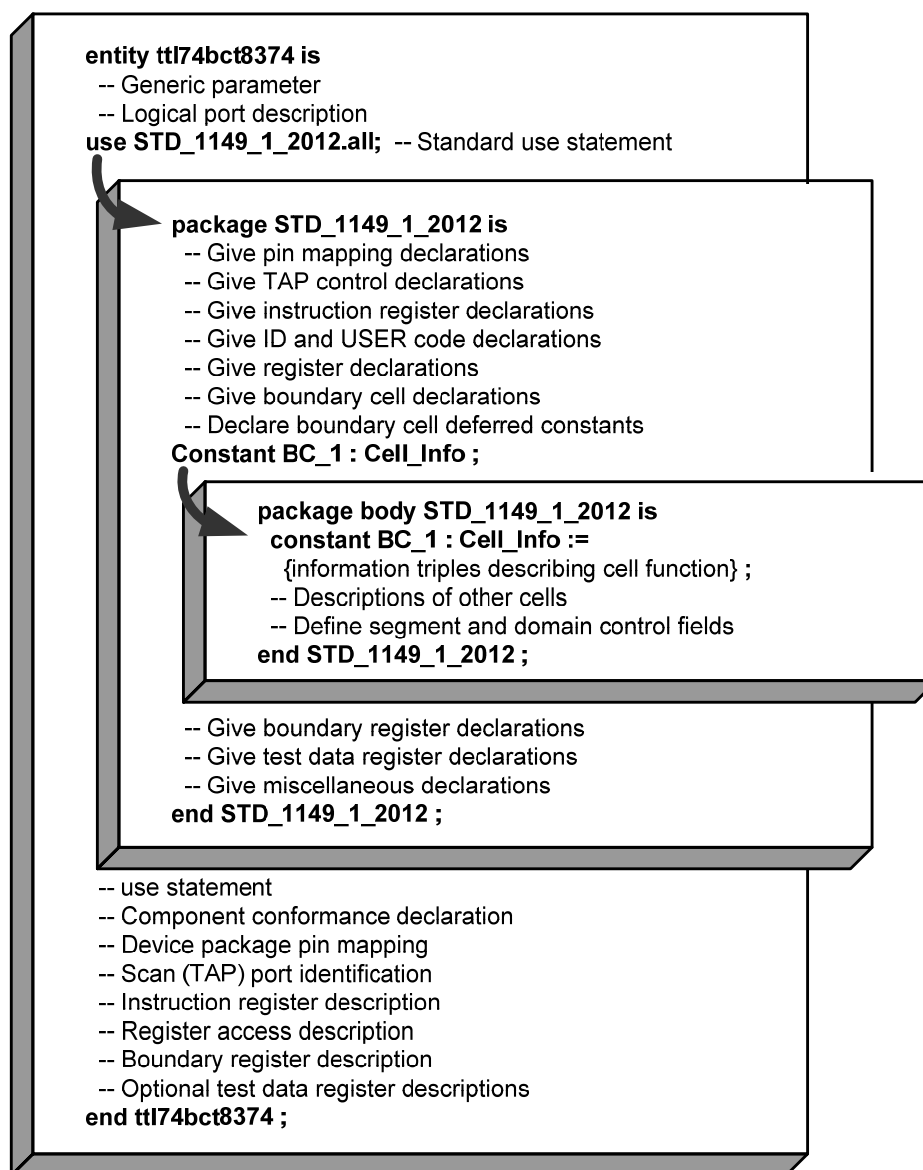 entity ttl74bct8374 is
-- Generic parameter
-- Logical port description
use STD_1149_1_2012.all; -- Standard use statement
package STD_1149_1_2012 is
-- Give pin mapping declarations
-- Give TAP control declarations
-- Give instruction register declarations
-- Give ID and USER code declarations
-- Give register declarations
-- Give boundary cell declarations
-- Declare boundary cell deferred constants
Constant BC_1 : Cell_Info ;
package body STD_1149_1_2012 is
constant BC_1 : Cell_Info :=
{information triples describing cell function} ;
-- Descriptions of other cells
-- Define segment and domain control fields
end STD_1149_1_2012 ;
-- Give boundary register declarations
-- Give test data register declarations
-- Give miscellaneous declarations
end STD_1149_1_2012 ;
-- use statement
-- Component conformance declaration
-- Device package pin mapping
-- Scan (TAP) port identification
-- Instruction register description
-- Register access description
-- Boundary register description
-- Optional test data register descriptions
end ttl74bct8374 ;